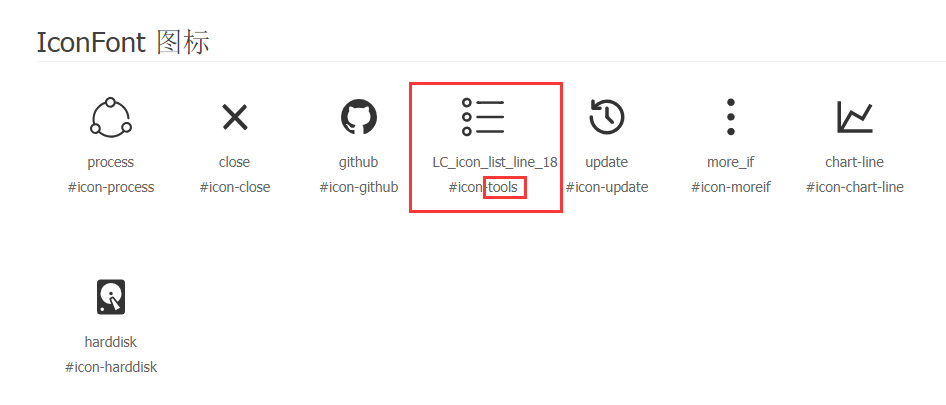 IconFont 图标
process
close
github
LC_icon_list_line_18
update
more_if
chart-line
#icon-process
#icon-close
#icon-github
#icon-tools
#icon-update
#icon-moreif
#icon-chart-line
harddisk
#icon-harddisk